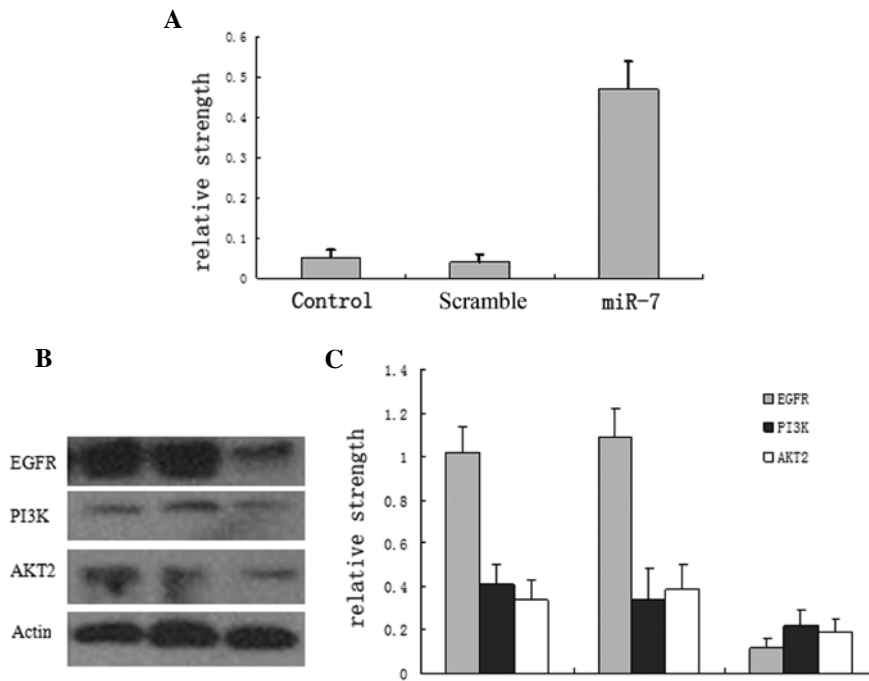 A
relative strength
0.6
0.5
0.4
0.3
0.2
0.1
0
Control Scramble miR-7
B
EGFR
PI3K
AKT2
Actin
C
relative strength
1.4
1.2
1
0.8
0.6
0.4
0.2
0
EGFR
PI3K
AKT2